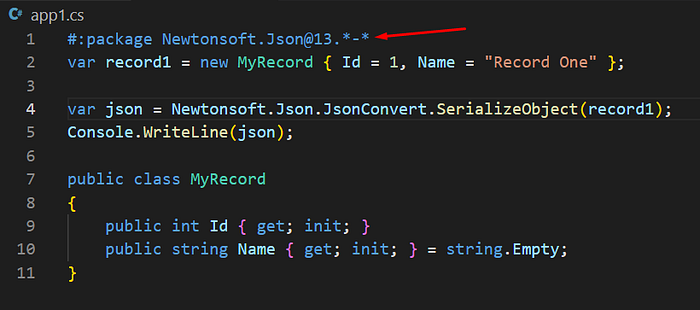 C# app1.cs
1 #:package Newtonsoft.Json@13.*-*
2 var record1 = new MyRecord { Id = 1, Name = "Record One" };
3
4 var json = Newtonsoft.Json.JsonConvert.SerializeObject(record1);
5 Console.WriteLine(json);
6
7 public class MyRecord
8 {
9     public int Id { get; init; }
10     public string Name { get; init; } = string.Empty;
11 }